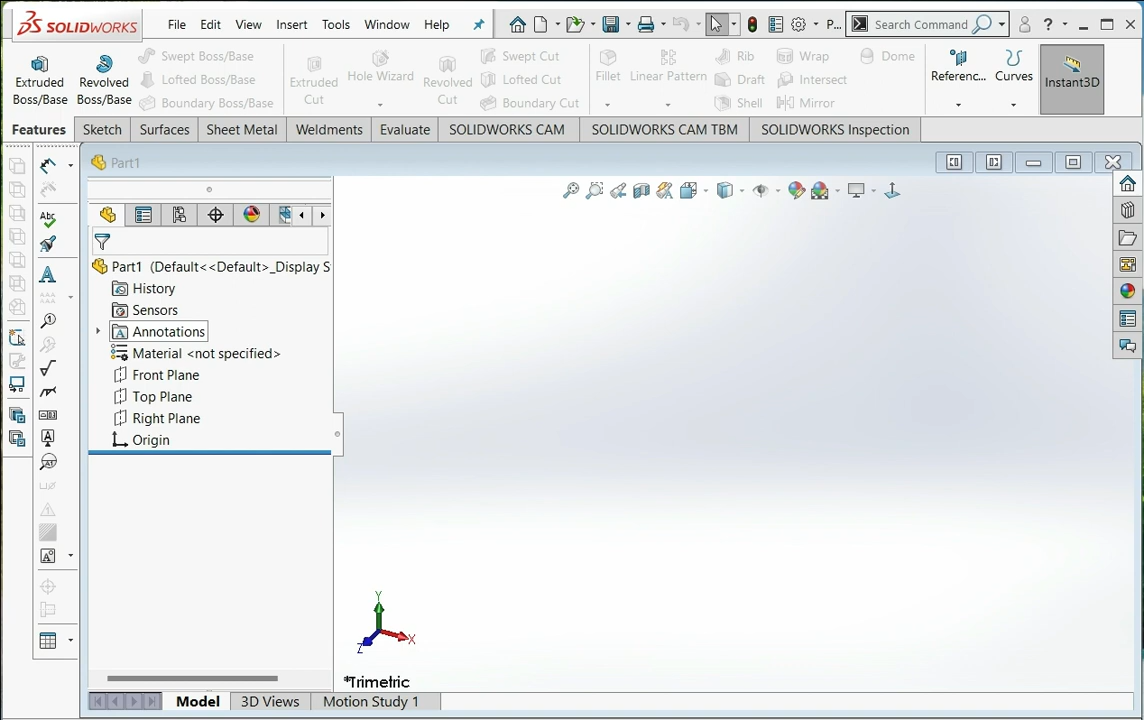 SOLIDWORKS File Edit View Insert Tools Window Help P... Search Command ?
Extruded Boss/Base
Revolved Boss/Base
Swept Boss/Base
Lofted Boss/Base
Boundary Boss/Base
Extruded Cut
Hole Wizard
Revolved Cut
Swept Cut
Lofted Cut
Boundary Cut
Fillet
Linear Pattern
Rib
Draft
Shell
Wrap
Intersect
Mirror
Dome
Referenc...
Curves
Instant3D
Features Sketch Surfaces Sheet Metal Weldments Evaluate SOLIDWORKS CAM SOLIDWORKS CAM TBM SOLIDWORKS Inspection
Part1
Part1 (Default<<Default>_Display S
History
Sensors
Annotations
Material <not specified>
Front Plane
Top Plane
Right Plane
Origin
Abc
Y
X
Z
*Trimetric
Model 3D Views Motion Study 1